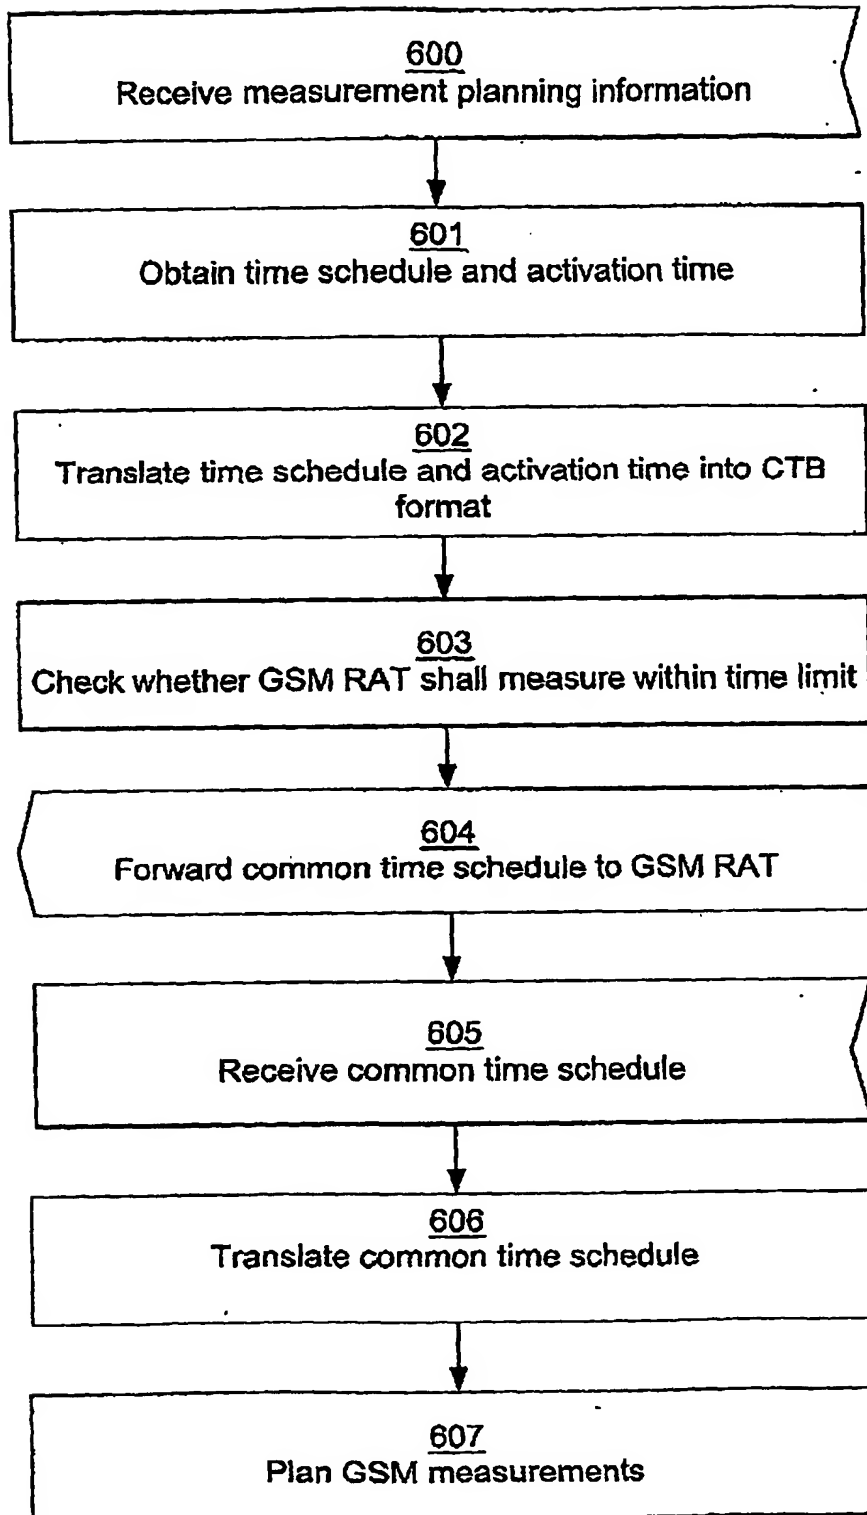 600
Receive measurement planning information
601
Obtain time schedule and activation time
602
Translate time schedule and activation time into CTB
format
603
Check whether GSM RAT shall measure within time limit
604
Forward common time schedule to GSM RAT
605
Receive common time schedule
606
Translate common time schedule
607
Plan GSM measurements